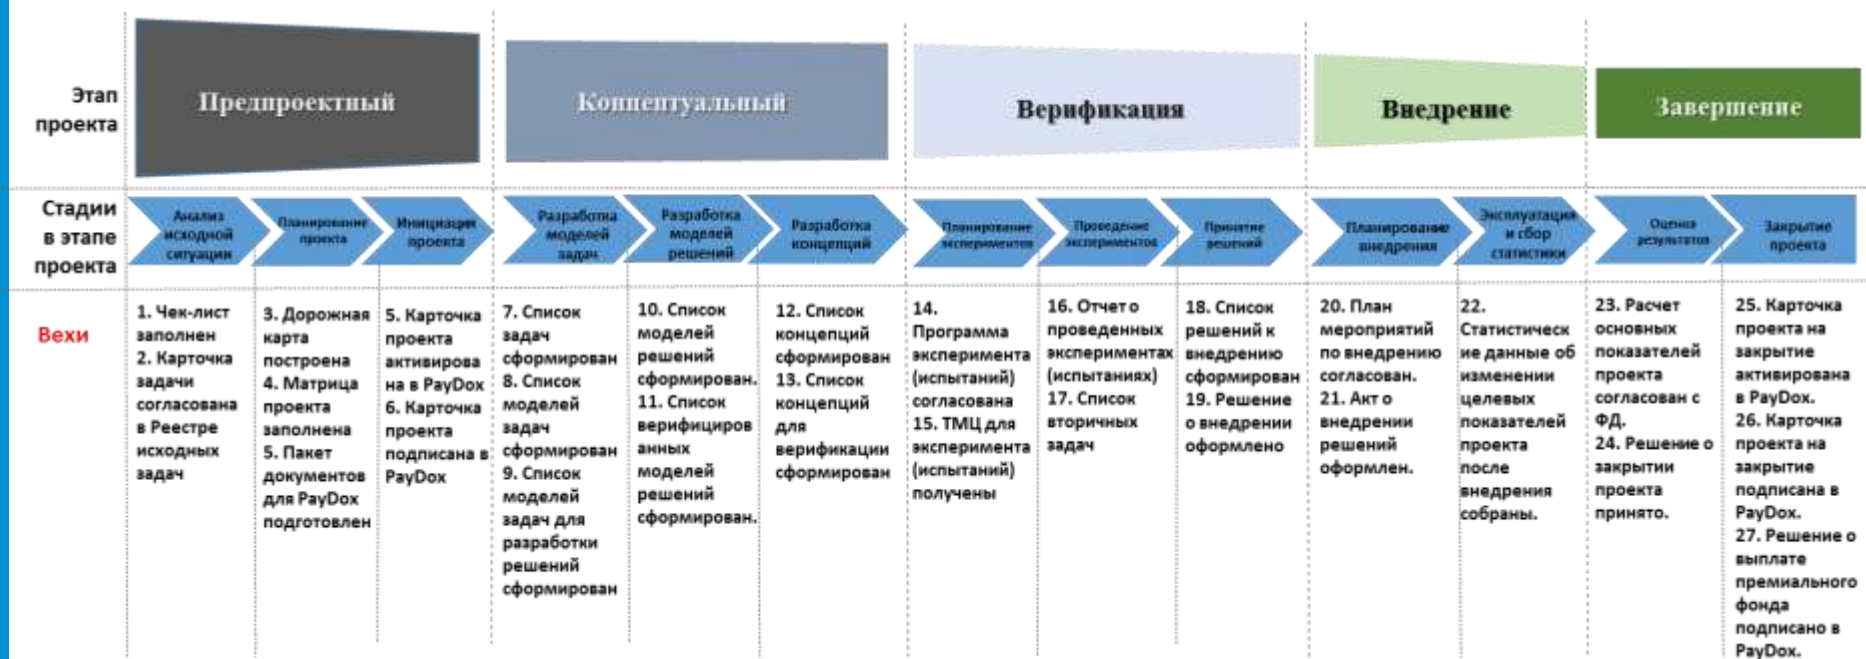 Этап
проекта
Предпроектный
Концептуальный
Верификация
Внедрение
Завершение
Стадии
в этапе
проекта
Анализ
исходной
ситуации
Планирование
проекта
Инициация
проекта
Разработка
моделей
задач
Разработка
моделей
решений
Разработка
концепций
Планирование
экспериментов
Проведение
экспериментов
Принятие
решений
Планирование
внедрения
Эксплуатация
и сбор
статистики
Оценка
результатов
Закрытие
проекта
Вехи
1. Чек-лист
заполнен
2. Карточка
задачи
согласована
в Реестре
исходных
задач
3. Дорожная
карта
построена
4. Матрица
проекта
заполнена
5. Пакет
документов
для PayDox
подготовлен
5. Карточка
проекта
активирова
на в PayDox
6. Карточка
проекта
подписана в
PayDox
7. Список
задач
сформирован
8. Список
моделей
задач
сформирован
9. Список
моделей
задач для
разработки
решений
сформирован
10. Список
моделей
решений
сформирован.
11. Список
верифициров
анных
моделей
решений
сформирован.
12. Список
концепций
сформирован
13. Список
концепций
для
верификации
сформирован
14.
Программа
эксперимента
(испытаний)
согласована
15. ТМЦ для
эксперимента
(испытаний)
получены
16. Отчет о
проведенных
экспериментах
(испытаниях)
17. Список
вторичных
задач
18. Список
решений к
внедрению
сформирован
19. Решение
о внедрении
оформлено
20. План
мероприятий
по внедрению
согласован.
21. Акт о
внедрении
решений
оформлен.
22.
Статистическ
ие данные об
изменении
целевых
показателей
проекта
после
внедрения
собраны.
23. Расчет
основных
показателей
проекта
согласован с
ФД.
24. Решение о
закрытии
проекта
принято.
25. Карточка
проекта на
закрытие
активирована
в PayDox.
26. Карточка
проекта на
закрытие
подписана в
PayDox.
27. Решение о
выплате
премиального
фонда
подписано в
PayDox.